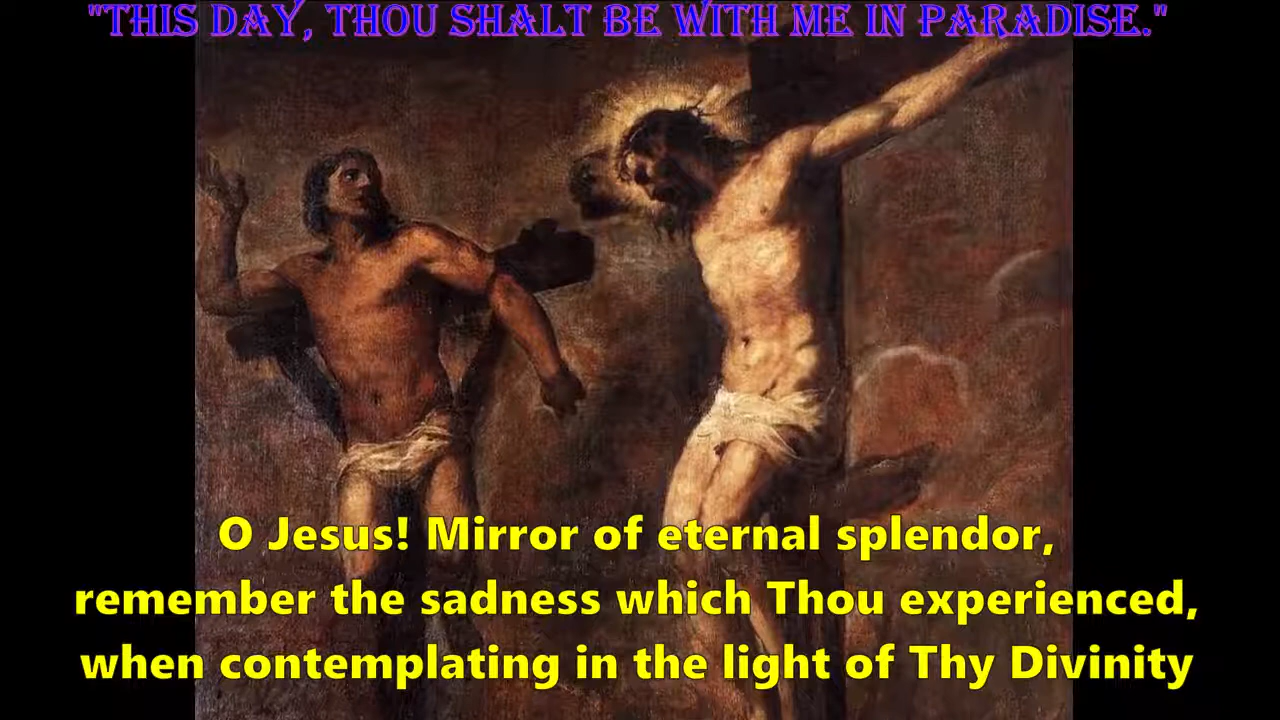 "THIS DAY, THOU SHALT BE WITH ME IN PARADISE."
O Jesus! Mirror of eternal splendor,
remember the sadness which Thou experienced,
when contemplating in the light of Thy Divinity